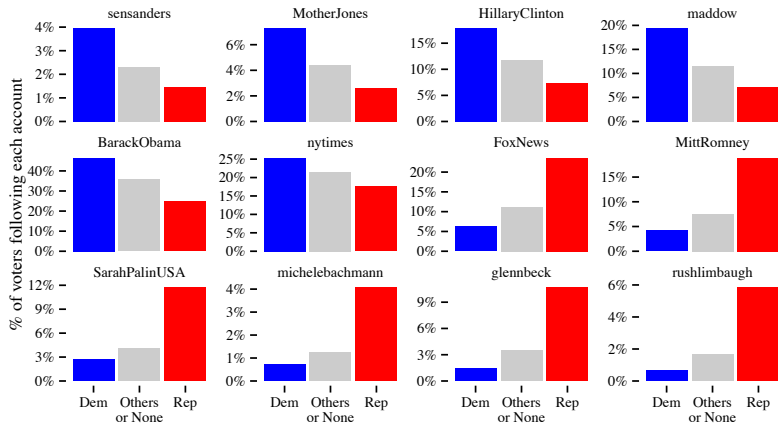 sensanders
MotherJones
HillaryClinton
maddow
4%
3%
2%
1%
0%
6%
4%
2%
0%
15%
10%
5%
0%
20%
15%
10%
5%
0%
BarackObama
nytimes
FoxNews
MittRomney
40%
30%
20%
10%
0%
25%
20%
15%
10%
5%
0%
20%
15%
10%
5%
0%
15%
10%
5%
0%
% of voters following each account
SarahPalinUSA
michelebachmann
glennbeck
rushlimbaugh
12%
9%
6%
3%
0%
4%
3%
2%
1%
0%
9%
6%
3%
0%
6%
4%
2%
0%
Dem Others Rep
or None
Dem Others Rep
or None
Dem Others Rep
or None
Dem Others Rep
or None